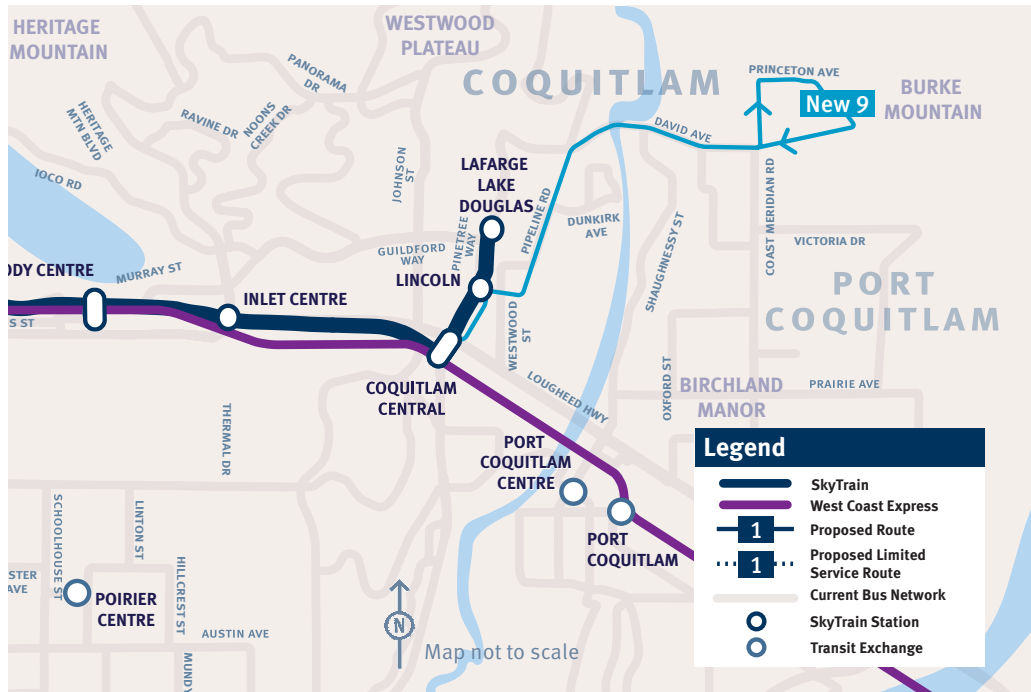 HERITAGE
MOUNTAIN
WESTWOOD
PLATEAU
COQUITLAM
PRINCETON AVE
BURKE
MOUNTAIN
New 9
PANORAMA
DR
NOONS
CREEK DR
RAVINE DR
HERITAGE
MTN BLVD
DAVID AVE
JOHNSON
ST
LAFARGE
LAKE
DOUGLAS
IOCO RD
PIPELINE RD
DUNKIRK
AVE
SHAUGHNESSY ST
COAST MERIDIAN RD
VICTORIA DR
GUILDFORD
WAY
PINETREE
WAY
ODY CENTRE
MURRAY ST
LINCOLN
INLET CENTRE
PORT
COQUITLAM
S ST
WESTWOOD
ST
COQUITLAM
CENTRAL
LOUGHEED HWY
OXFORD ST
BIRCHLAND
MANOR
PRAIRIE AVE
THERMAL DR
PORT
COQUITLAM
CENTRE
PORT
COQUITLAM
SCHOOLHOUSE ST
LINTON ST
HILLCREST ST
STER
AVE
POIRIER
CENTRE
AUSTIN AVE
MUNDY
N
Map not to scale
Legend
SkyTrain
West Coast Express
1 Proposed Route
1 Proposed Limited
Service Route
Current Bus Network
SkyTrain Station
Transit Exchange